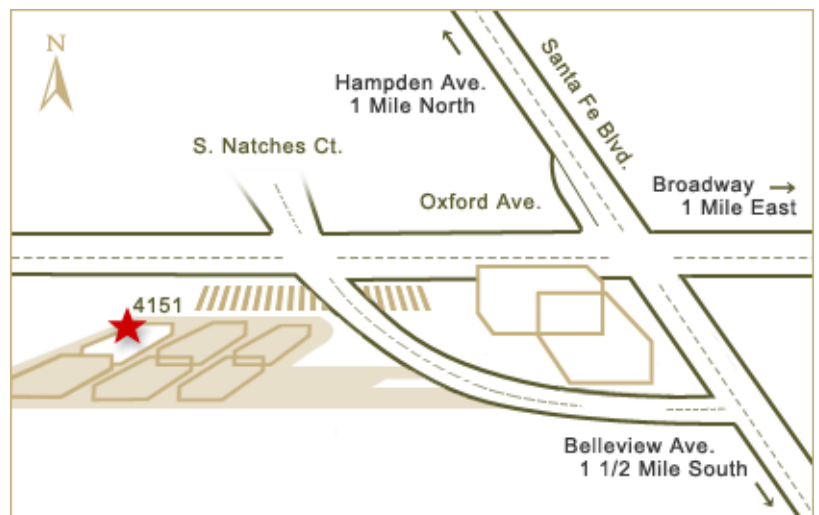 N
Hampden Ave.
1 Mile North
Santa Fe Blvd.
S. Natches Ct.
Oxford Ave.
Broadway →
1 Mile East
4151
Belleview Ave.
1 1/2 Mile South